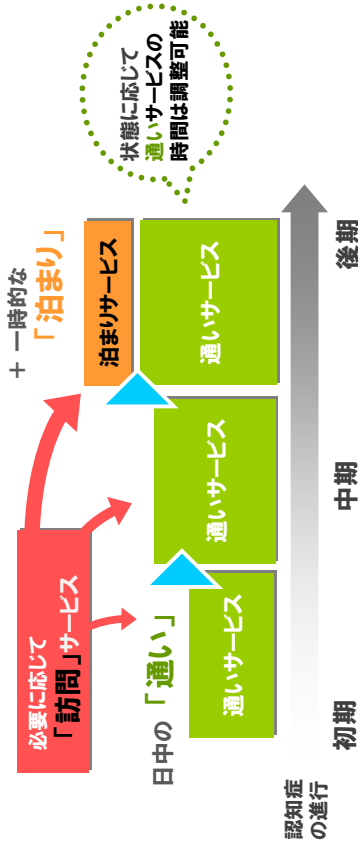 必要に応じて
「訪問」サービス
＋ 一時的な
「泊まり」
状態に応じて
通いサービスの
時間は調整可能
日中の「通い」
泊まりサービス
通いサービス
通いサービス
通いサービス
認知症
の進行
初期
中期
後期